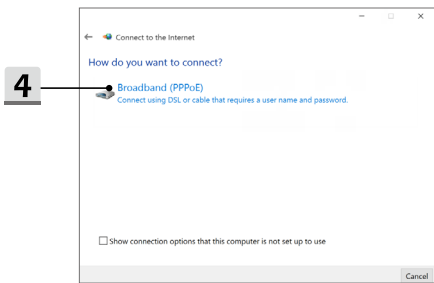 Connect to the Internet
How do you want to connect?
4
Broadband (PPPoE)
Connect using DSL or cable that requires a user name and password.
Show connection options that this computer is not set up to use
Cancel